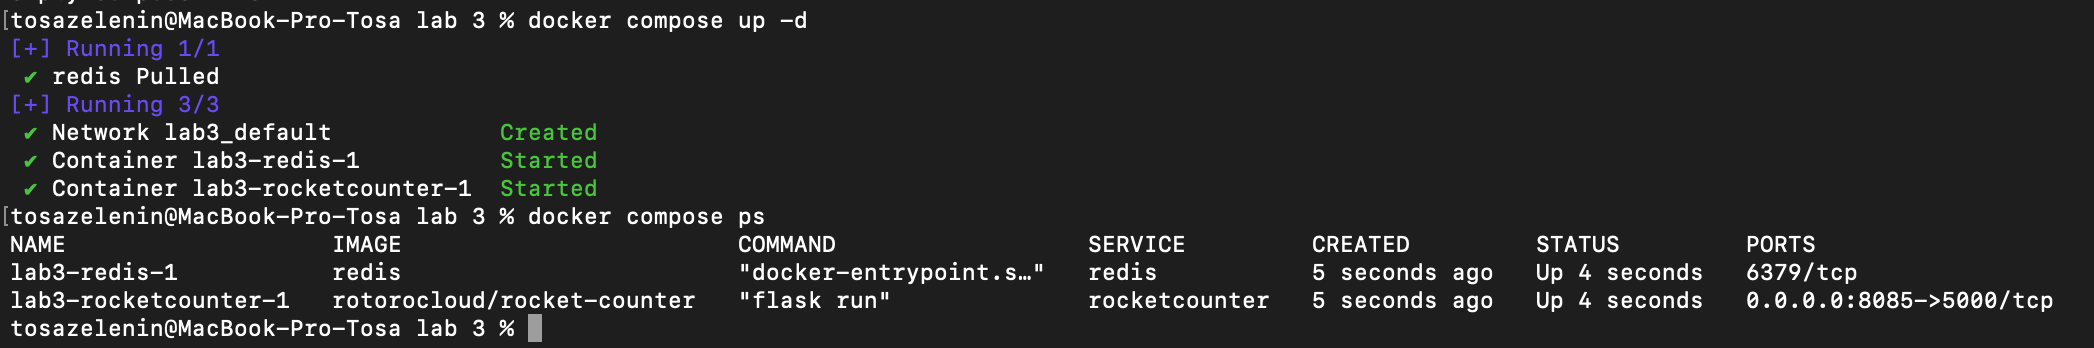 [tosazelenin@MacBook-Pro-Tosa lab 3 % docker compose up -d
[+] Running 1/1
✔ redis Pulled
[+] Running 3/3
✔ Network lab3_default Created
✔ Container lab3-redis-1 Started
✔ Container lab3-rocketcounter-1 Started
[tosazelenin@MacBook-Pro-Tosa lab 3 % docker compose ps
NAME IMAGE COMMAND SERVICE CREATED STATUS PORTS
lab3-redis-1 redis "docker-entrypoint.s…" redis 5 seconds ago Up 4 seconds 6379/tcp
lab3-rocketcounter-1 rotorocloud/rocket-counter "flask run" rocketcounter 5 seconds ago Up 4 seconds 0.0.0.0:8085->5000/tcp
tosazelenin@MacBook-Pro-Tosa lab 3 %